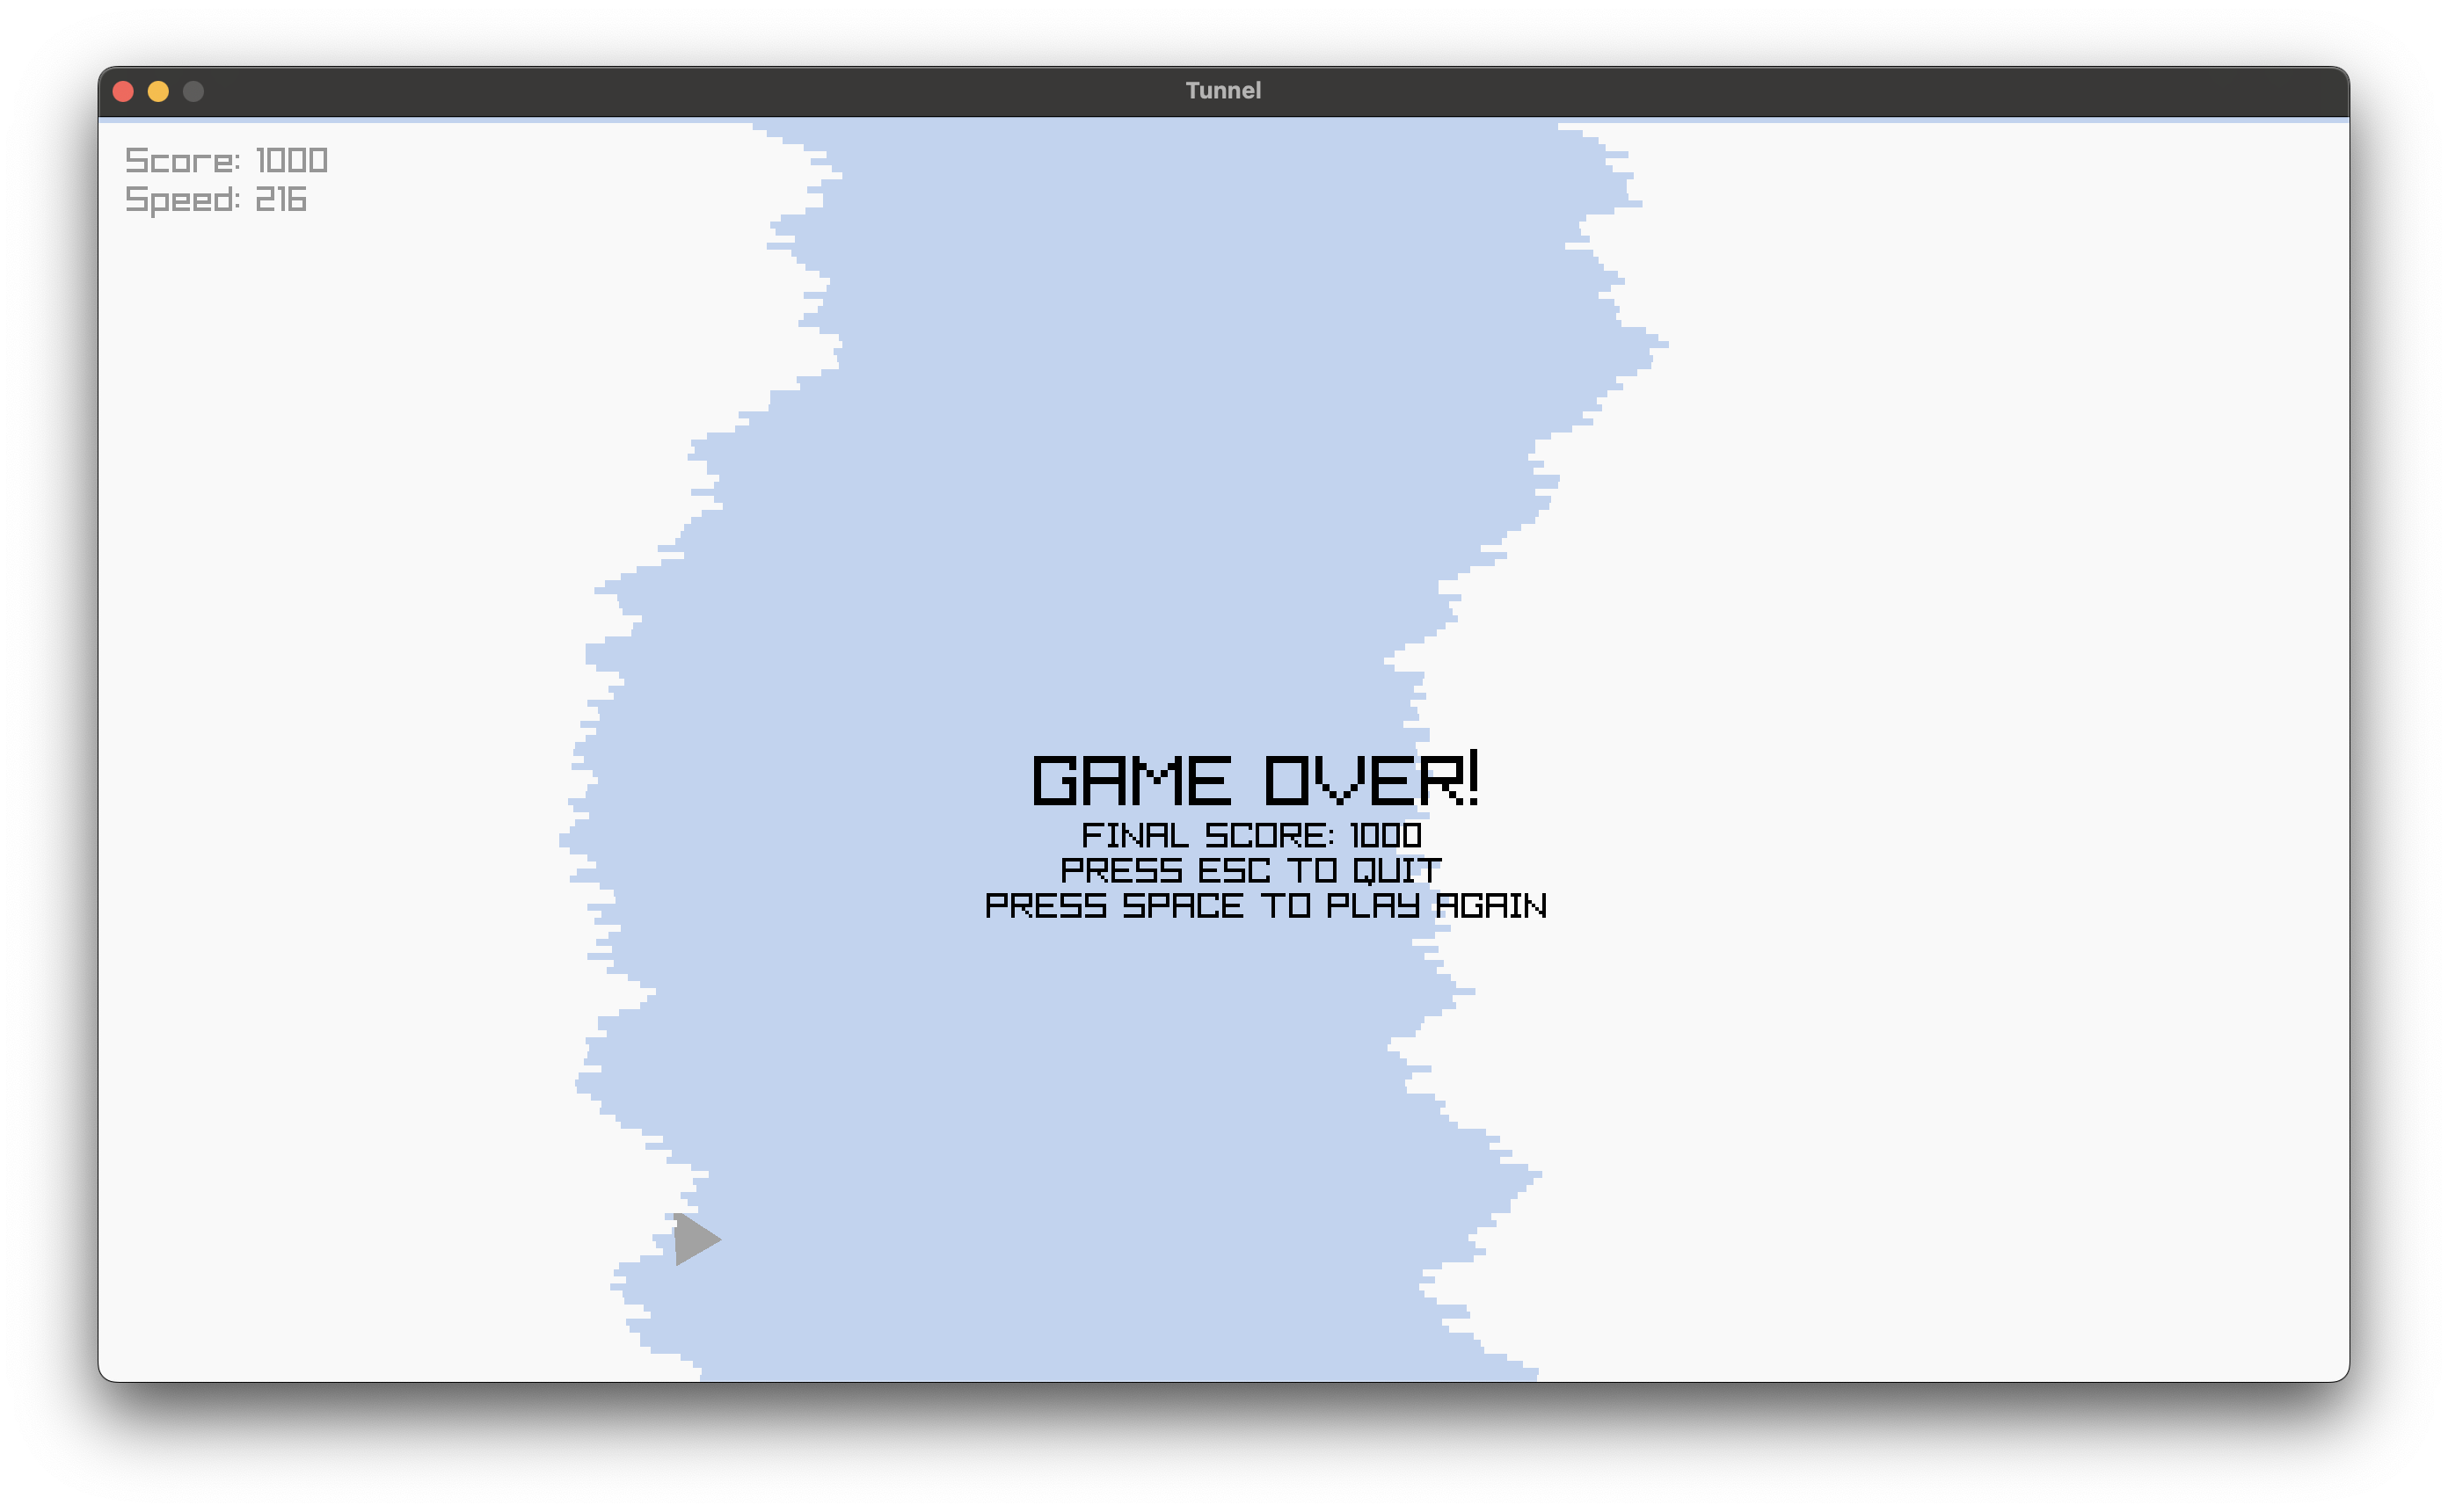 Tunnel
Score: 1000
Speed: 216
GAME OVER!
FINAL SCORE: 1000
PRESS ESC TO QUIT
PRESS SPACE TO PLAY AGAIN